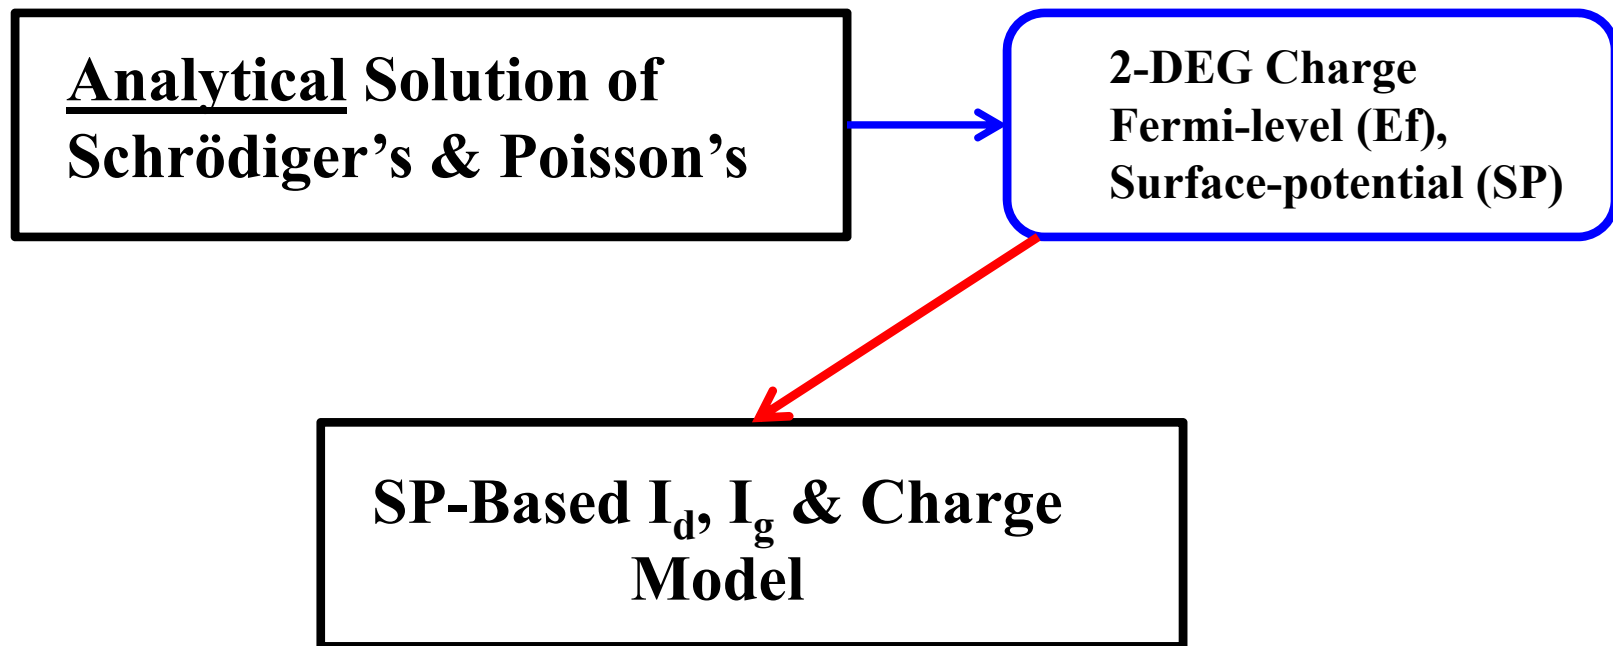 Analytical Solution of
Schrödiger’s & Poisson’s
2-DEG Charge
Fermi-level (Ef),
Surface-potential (SP)
SP-Based Id, Ig & Charge
Model